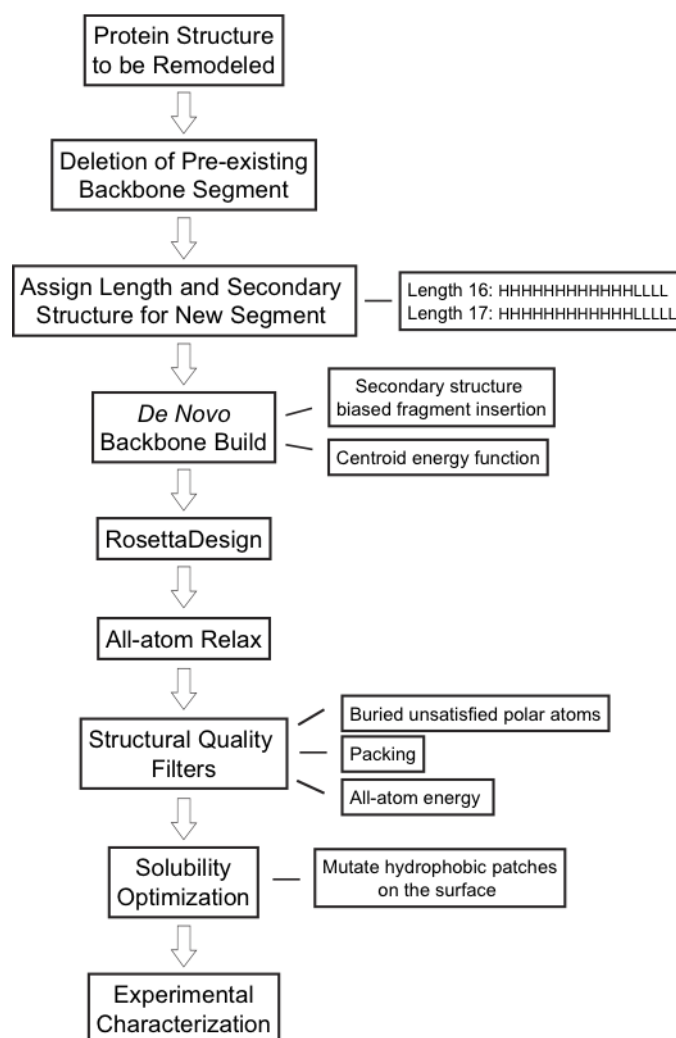 Protein Structure
to be Remodeled
Deletion of Pre-existing
Backbone Segment
Assign Length and Secondary
Structure for New Segment
Length 16: HHHHHHHHHHHHLLLL
Length 17: HHHHHHHHHHHHLLLLL
De Novo
Backbone Build
Secondary structure
biased fragment insertion
Centroid energy function
RosettaDesign
All-atom Relax
Structural Quality
Filters
Buried unsatisfied polar atoms
Packing
All-atom energy
Solubility
Optimization
Mutate hydrophobic patches
on the surface
Experimental
Characterization